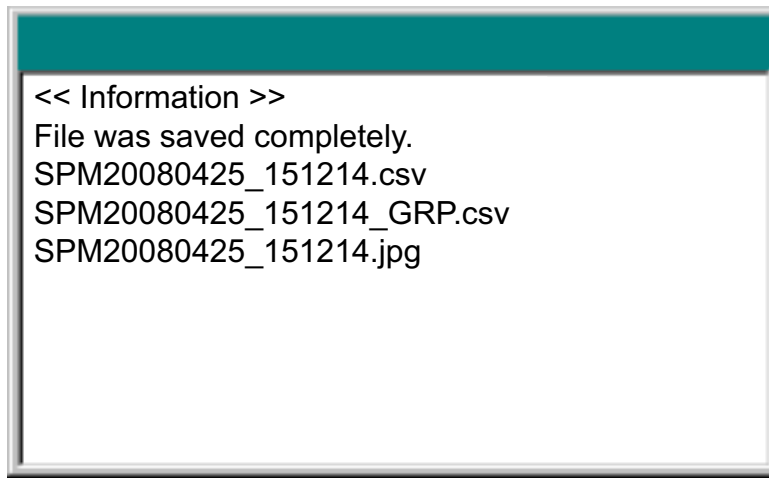 << Information >>
File was saved completely.
SPM20080425_151214.csv
SPM20080425_151214_GRP.csv
SPM20080425_151214.jpg